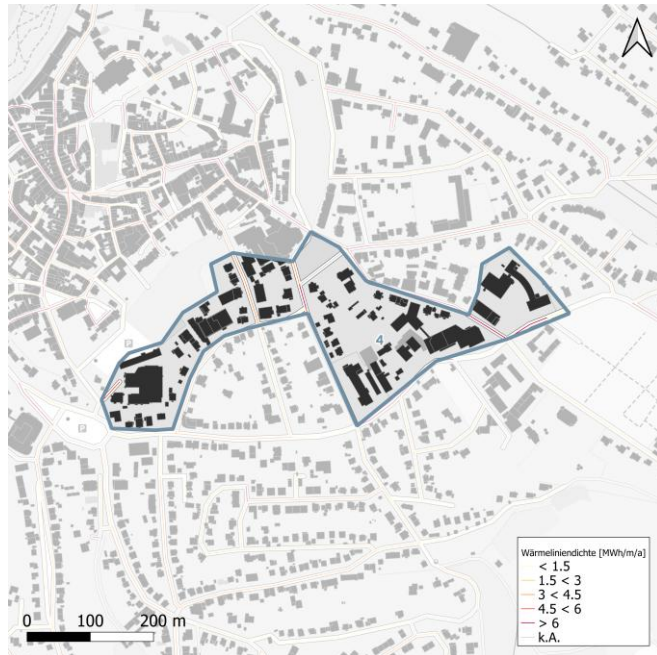 P
4
P
Wärmeliniendichte [MWh/m/a]
< 1.5
1.5 < 3
3 < 4.5
4.5 < 6
> 6
k.A.
0 100 200 m